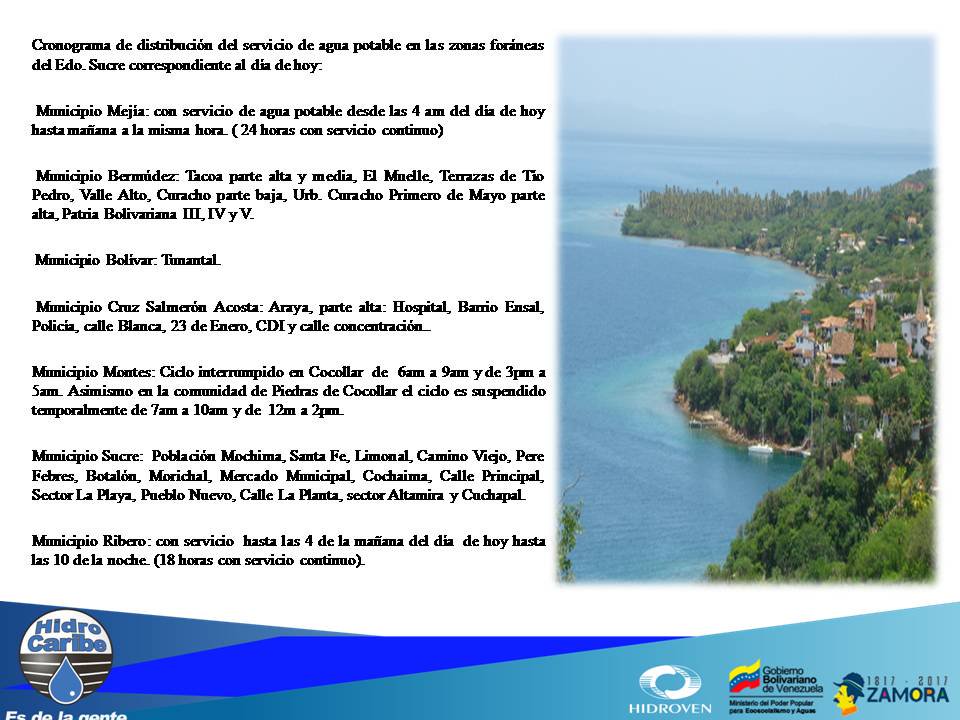 Cronograma de distribución del servicio de agua potable en las zonas foráneas
del Edo. Sucre correspondiente al día de hoy:
Municipio Mejía: con servicio de agua potable desde las 4 am del día de hoy
hasta mañana a la misma hora. ( 24 horas con servicio continuo)
Municipio Bermúdez: Tacoa parte alta y media, El Muelle, Terrazas de Tío
Pedro, Valle Alto, Curacho parte baja, Urb. Curacho Primero de Mayo parte
alta, Patria Bolivariana III, IV y V.
Municipio Bolívar: Tunantal.
Municipio Cruz Salmerón Acosta: Araya, parte alta: Hospital, Barrio Ensal,
Policía, calle Blanca, 23 de Enero, CDI y calle concentración..
Municipio Montes: Ciclo interrumpido en Cocollar de 6am a 9am y de 3pm a
5am. Asimismo en la comunidad de Piedras de Cocollar el ciclo es suspendido
temporalmente de 7am a 10am y de 12m a 2pm.
Municipio Sucre: Población Mochima, Santa Fe, Limonal, Camino Viejo, Pere
Febres, Botalón, Morichal, Mercado Municipal, Cochaima, Calle Principal,
Sector La Playa, Pueblo Nuevo, Calle La Planta, sector Altamira y Cuchapal.
Municipio Ribero: con servicio hasta las 4 de la mañana del día de hoy hasta
las 10 de la noche. (18 horas con servicio continuo).
Hidro
Caribe
Es de la gente
HIDROVEN
Gobierno
Bolivariano
de Venezuela
Ministerio del Poder Popular
para Ecosocialismo y Aguas
1817 - 2017
ZAMORA